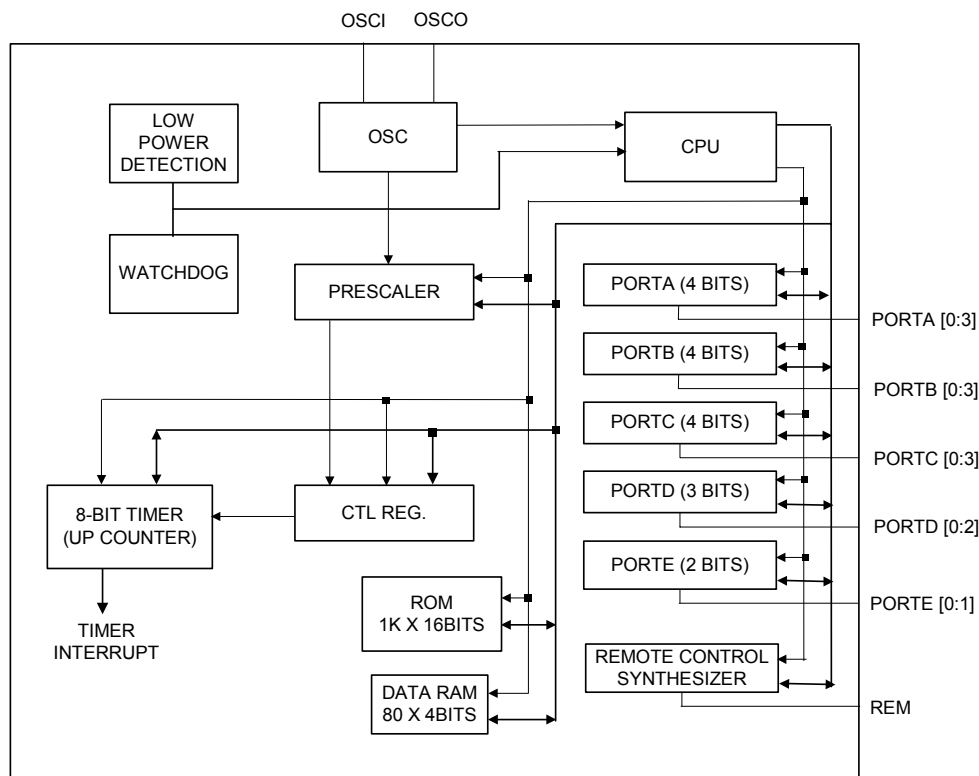 OSCI
OSCO
LOW
POWER
DETECTION
OSC
CPU
WATCHDOG
PRESCALER
PORTA (4 BITS)
PORTA [0:3]
PORTB (4 BITS)
PORTB [0:3]
PORTC (4 BITS)
PORTC [0:3]
8-BIT TIMER
(UP COUNTER)
CTL REG.
PORTD (3 BITS)
PORTD [0:2]
PORTE (2 BITS)
PORTE [0:1]
ROM
1K X 16BITS
TIMER
INTERRUPT
REMOTE CONTROL
SYNTHESIZER
DATA RAM
80 X 4BITS
REM